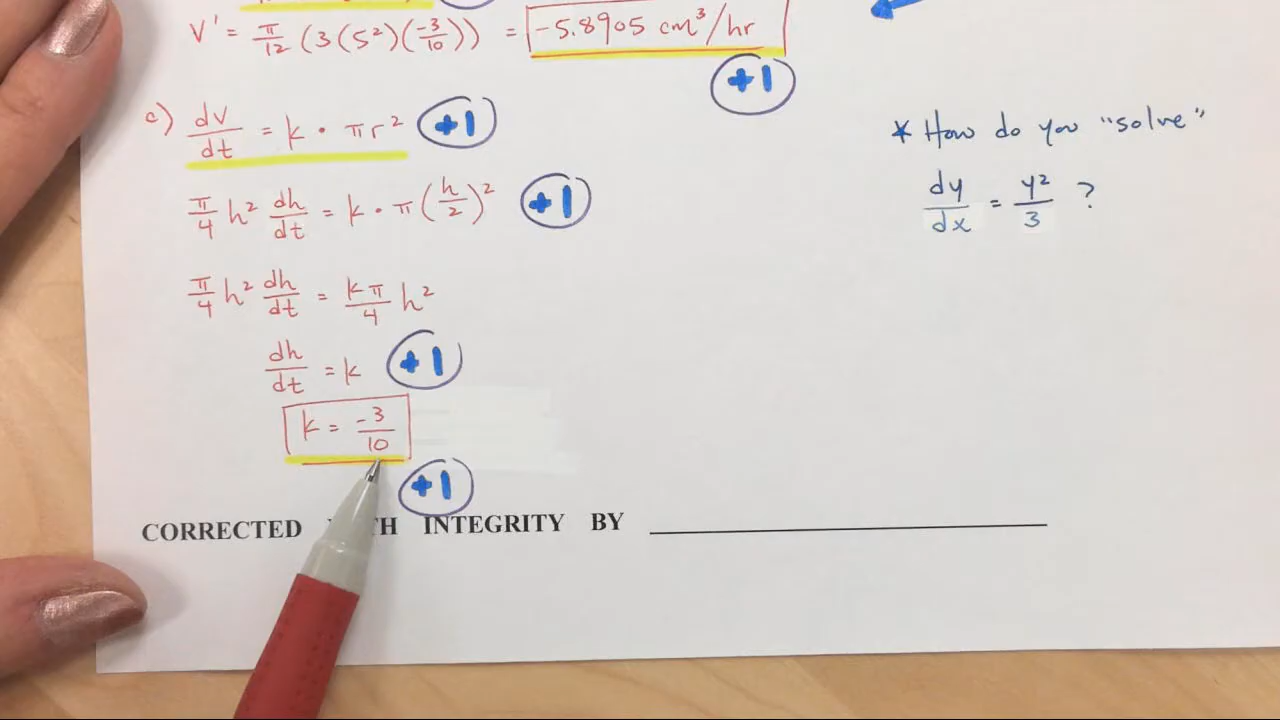 V' = π/12 (3(5²)(-3/10)) = -5.8905 cm³/hr
+1
c) dv/dt = k · πr² +1
π/4 h² dh/dt = k · π(h/2)² +1
π/4 h² dh/dt = kπ/4 h²
dh/dt = k +1
k = -3/10
+1
* How do you "solve"
dy/dx = y²/3 ?
CORRECTED INTEGRITY BY